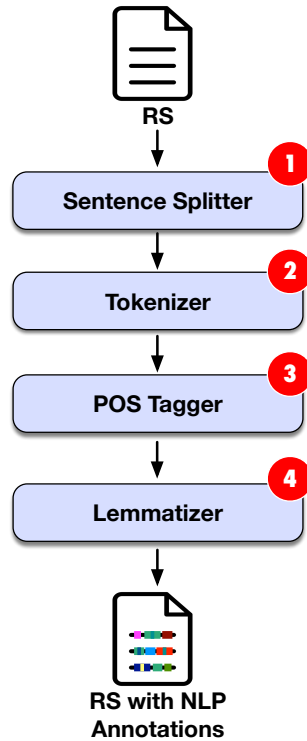 RS
1
Sentence Splitter
2
Tokenizer
3
POS Tagger
4
Lemmatizer
RS with NLP
Annotations